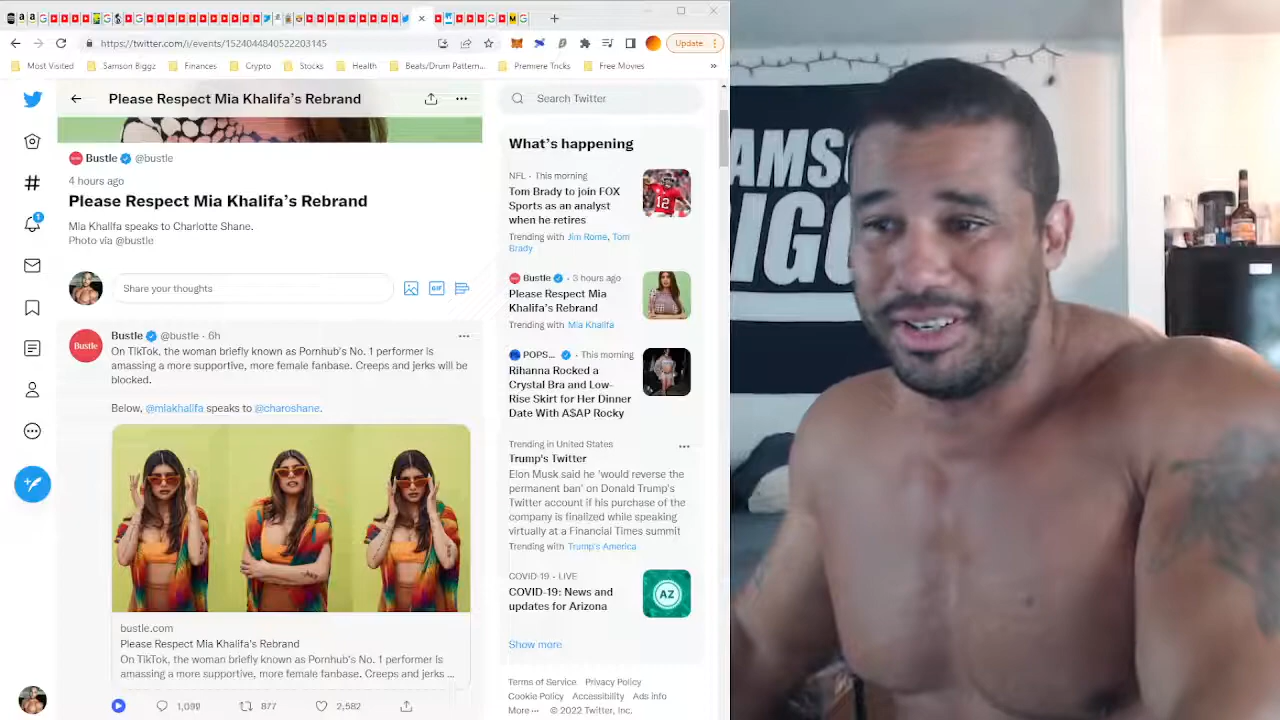 https://twitter.com/i/events/1524044840522203145
Update
Most Visited
Samson Biggz
Finances
Crypto
Stocks
Health
Beats/Drum Pattern...
Premiere Tricks
Free Movies
»
Please Respect Mia Khalifa's Rebrand
Bustle @bustle
4 hours ago
Please Respect Mia Khalifa's Rebrand
Mia Khalifa speaks to Charlotte Shane.
Photo via @bustle
Share your thoughts
GIF
Bustle
Bustle @bustle · 6h
On TikTok, the woman briefly known as Pornhub's No. 1 performer is
amassing a more supportive, more female fanbase. Creeps and jerks will be
blocked.
Below, @miakhalifa speaks to @charoshane.
bustle.com
Please Respect Mia Khalifa's Rebrand
On TikTok, the woman briefly known as Pornhub's No. 1 performer is
amassing a more supportive, more female fanbase. Creeps and jerks will be ...
877
2,582
1
Search Twitter
What's happening
NFL · This morning
Tom Brady to join FOX
Sports as an analyst
when he retires
Trending with Jim Rome, Tom
Brady
12
Bustle · 3 hours ago
Please Respect Mia
Khalifa's Rebrand
Trending with Mia Khalifa
POPS... · This morning
Rihanna Rocked a
Crystal Bra and Low-
Rise Skirt for Her Dinner
Date With A$AP Rocky
Trending in United States
Trump's Twitter
Elon Musk said he 'would reverse the
permanent ban' on Donald Trump's
Twitter account if his purchase of the
company is finalized while speaking
virtually at a Financial Times summit
Trending with Trump's America
COVID-19 · LIVE
COVID-19: News and
updates for Arizona
AZ
Show more
Terms of Service Privacy Policy
Cookie Policy Accessibility Ads info
More ··· © 2022 Twitter, Inc.